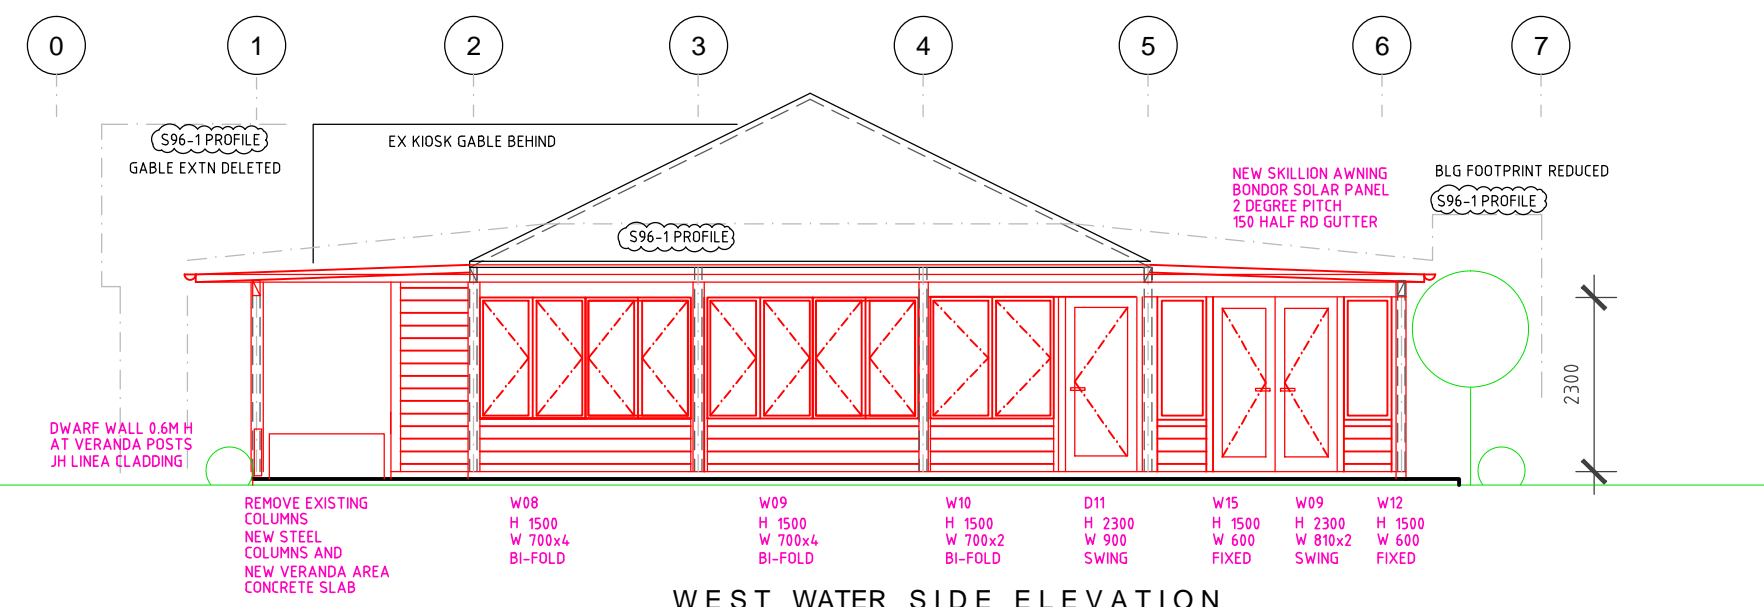 0 1 2 3 4 5 6 7
S96-1 PROFILE
GABLE EXTN DELETED
EX KIOSK GABLE BEHIND
S96-1 PROFILE
NEW SKILLION AWNING
BONDOR SOLAR PANEL
2 DEGREE PITCH
150 HALF RD GUTTER
BLG FOOTPRINT REDUCED
S96-1 PROFILE
2300
DWARF WALL 0.6M H
AT VERANDA POSTS
JH LINEA CLADDING
REMOVE EXISTING
COLUMNS
NEW STEEL
COLUMNS AND
NEW VERANDA AREA
CONCRETE SLAB
W08
H 1500
W 700x4
BI-FOLD
W09
H 1500
W 700x4
BI-FOLD
W10
H 1500
W 700x2
BI-FOLD
D11
H 2300
W 900
SWING
W15
H 1500
W 600
FIXED
W09
H 2300
W 810x2
SWING
W12
H 1500
W 600
FIXED
WEST WATER SIDE ELEVATION